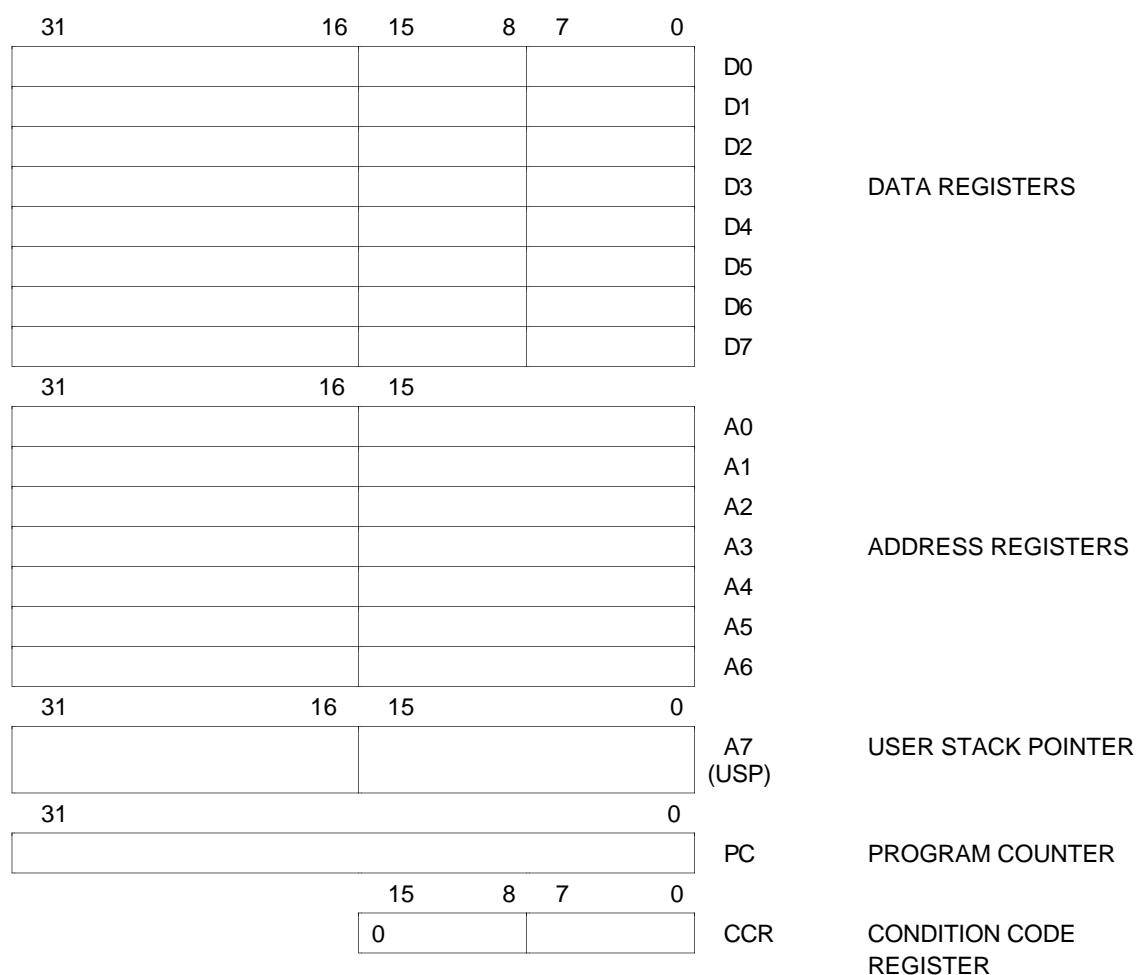 31 16 15 8 7 0
D0
D1
D2
D3 DATA REGISTERS
D4
D5
D6
D7
31 16 15
A0
A1
A2
A3 ADDRESS REGISTERS
A4
A5
A6
31 16 15 0
A7 USER STACK POINTER
(USP)
31 0
PC PROGRAM COUNTER
15 8 7 0
0 CCR CONDITION CODE
REGISTER